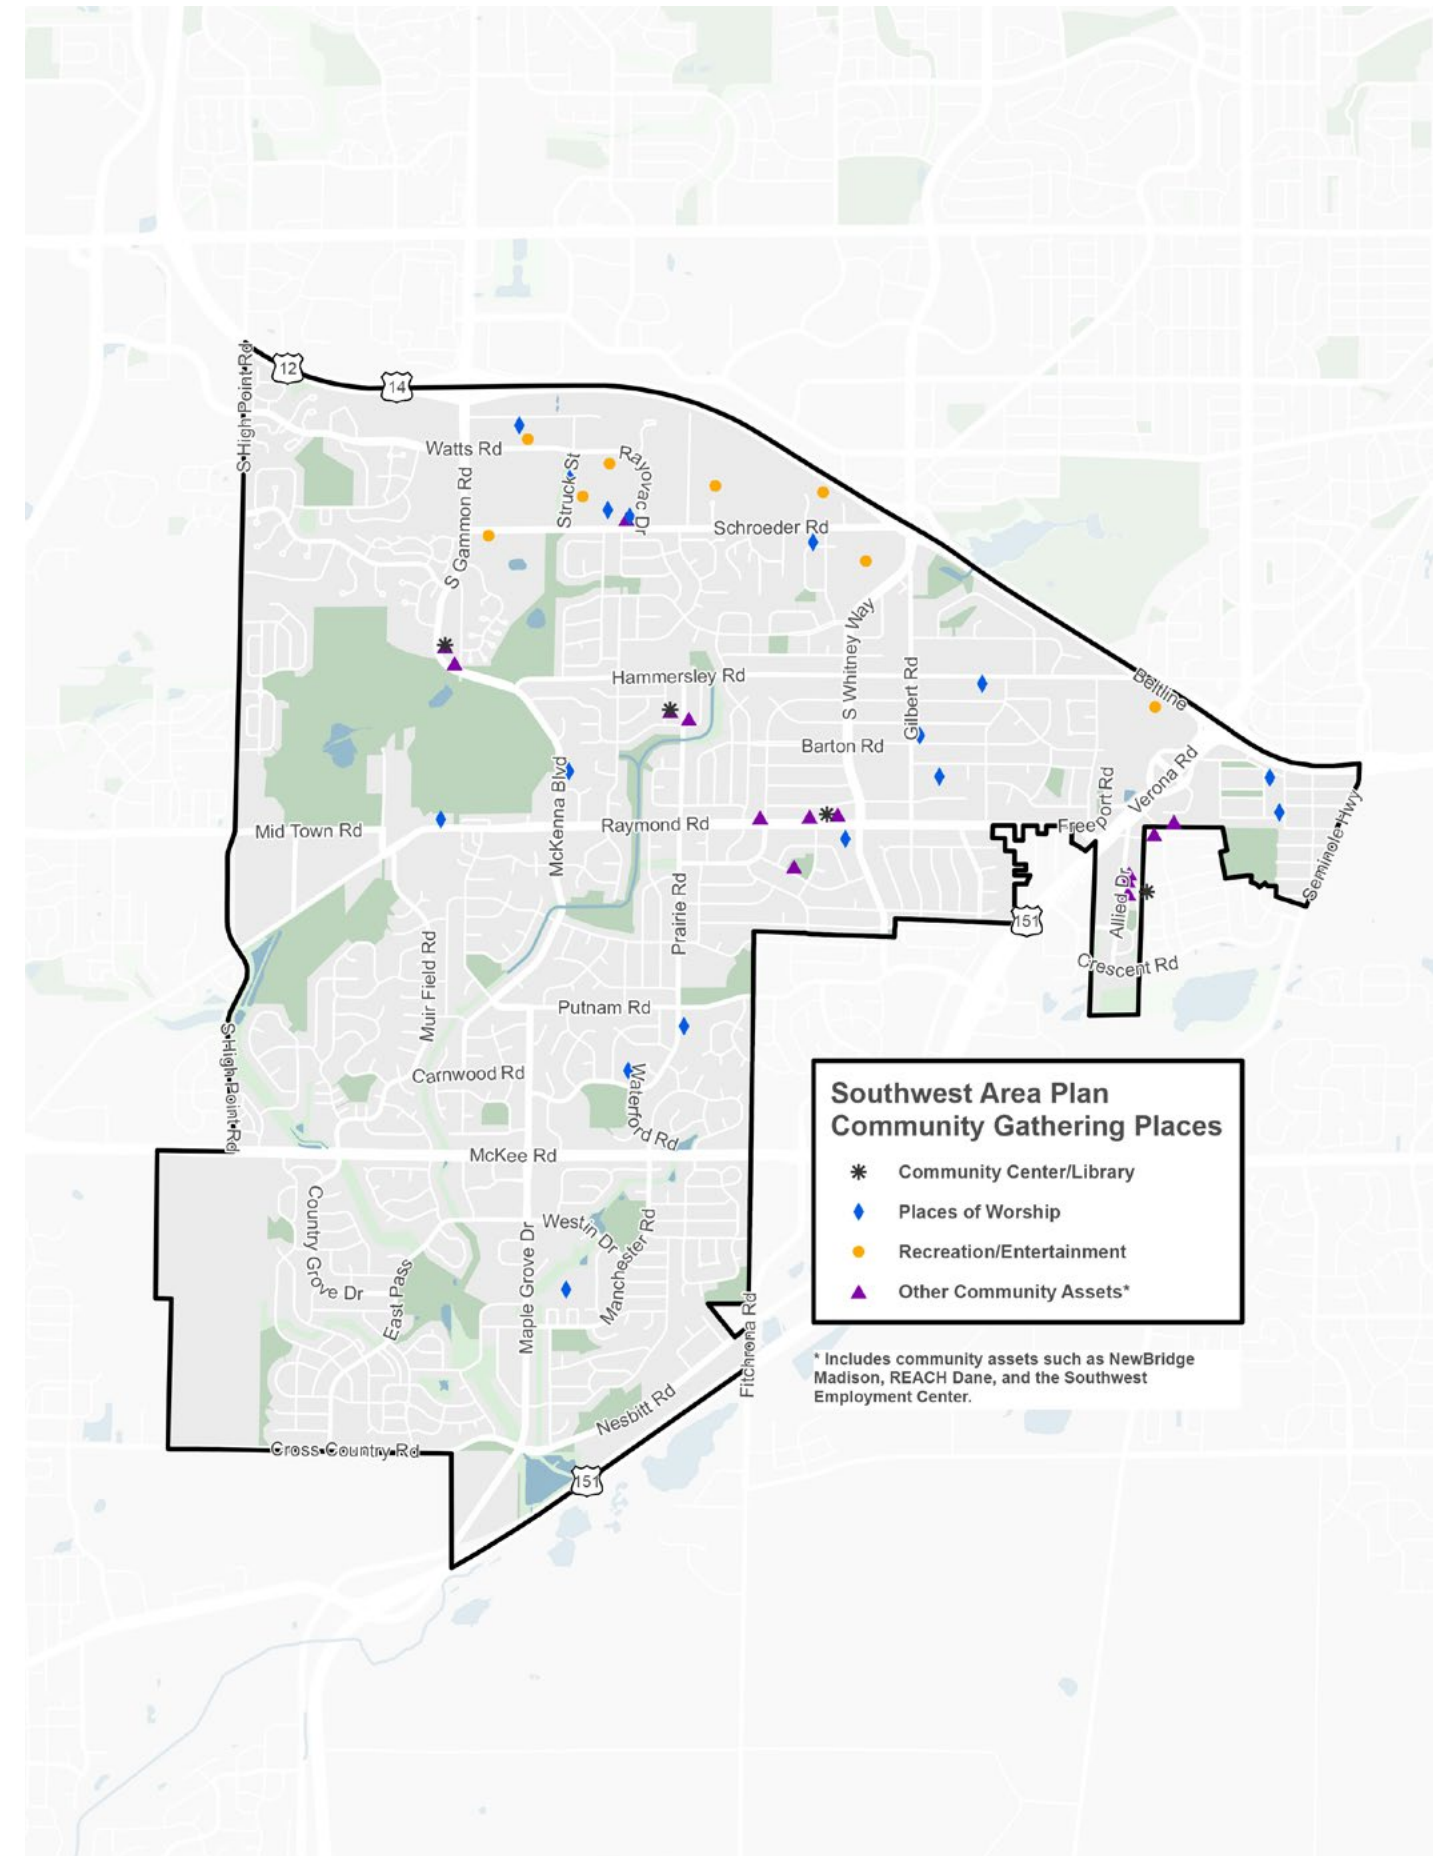 S High Point Rd
12
14
Watts Rd
Rayovac Dr
Struck St
S Gammon Rd
Schroeder Rd
S Whitney Way
Hammersley Rd
Gilbert Rd
Beltline
Barton Rd
Verona Rd
McKenna Blvd
Freeport Rd
Seminole Hwy
Mid Town Rd
Raymond Rd
Allied Dr
Prairie Rd
151
Muir Field Rd
Crescent Rd
Putnam Rd
S High Point Rd
Carnwood Rd
Waterford Rd
McKee Rd
Country Grove Dr
Westin Dr
Manchester Rd
Maple Grove Dr
East Pass
Fitchrona Rd
Nesbitt Rd
Cross Country Rd
151
Southwest Area Plan
Community Gathering Places
Community Center/Library
Places of Worship
Recreation/Entertainment
Other Community Assets*
* Includes community assets such as NewBridge
Madison, REACH Dane, and the Southwest
Employment Center.